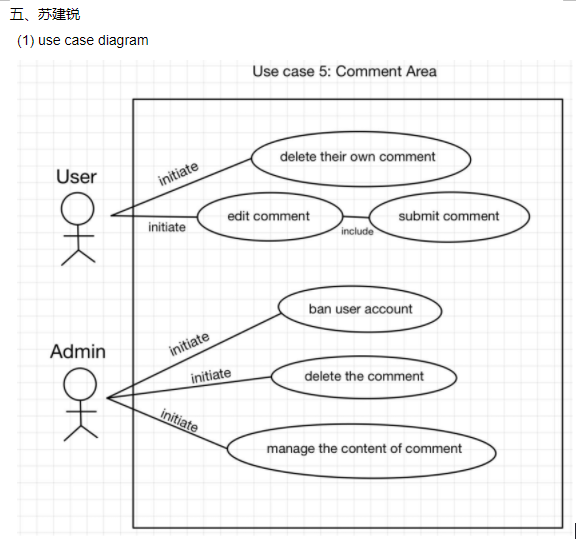 五、苏建锐
(1) use case diagram
Use case 5: Comment Area
User
initiate
delete their own comment
initiate
edit comment
include
submit comment
Admin
initiate
ban user account
initiate
delete the comment
initiate
manage the content of comment